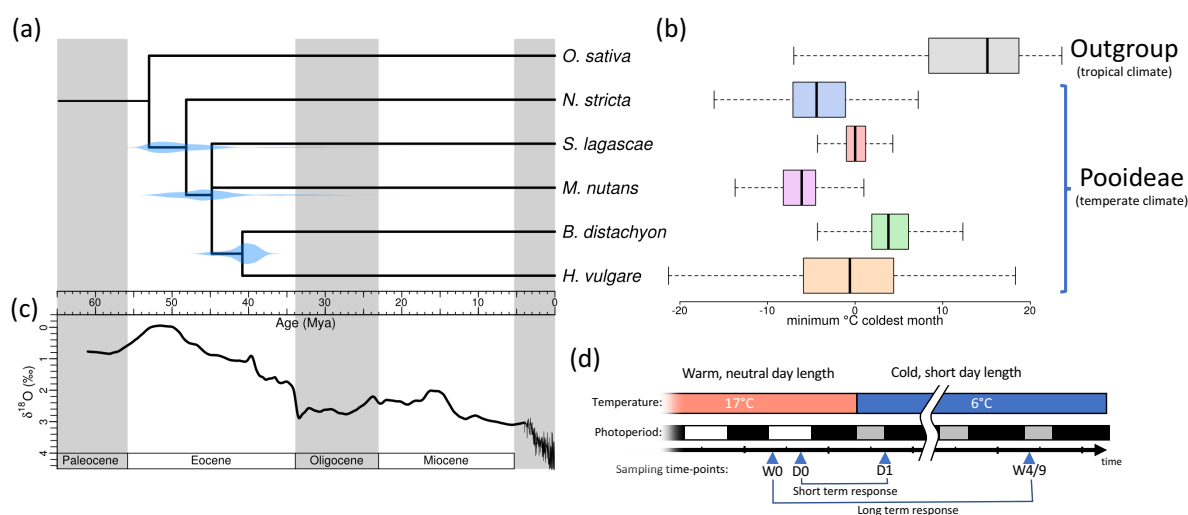 (a)
O. sativa
N. stricta
S. lagascae
M. nutans
B. distachyon
H. vulgare
60 50 40 30 20 10 0
Age (Mya)
(b)
Outgroup
(tropical climate)
Pooideae
(temperate climate)
-20 -10 0 10 20
minimum °C coldest month
(c)
δ18O (‰)
0
1
2
3
4
Paleocene Eocene Oligocene Miocene
(d)
Warm, neutral day length Cold, short day length
Temperature: 17°C 6°C
Photoperiod:
time
Sampling time-points: W0 D0 D1 W4/9
Short term response
Long term response